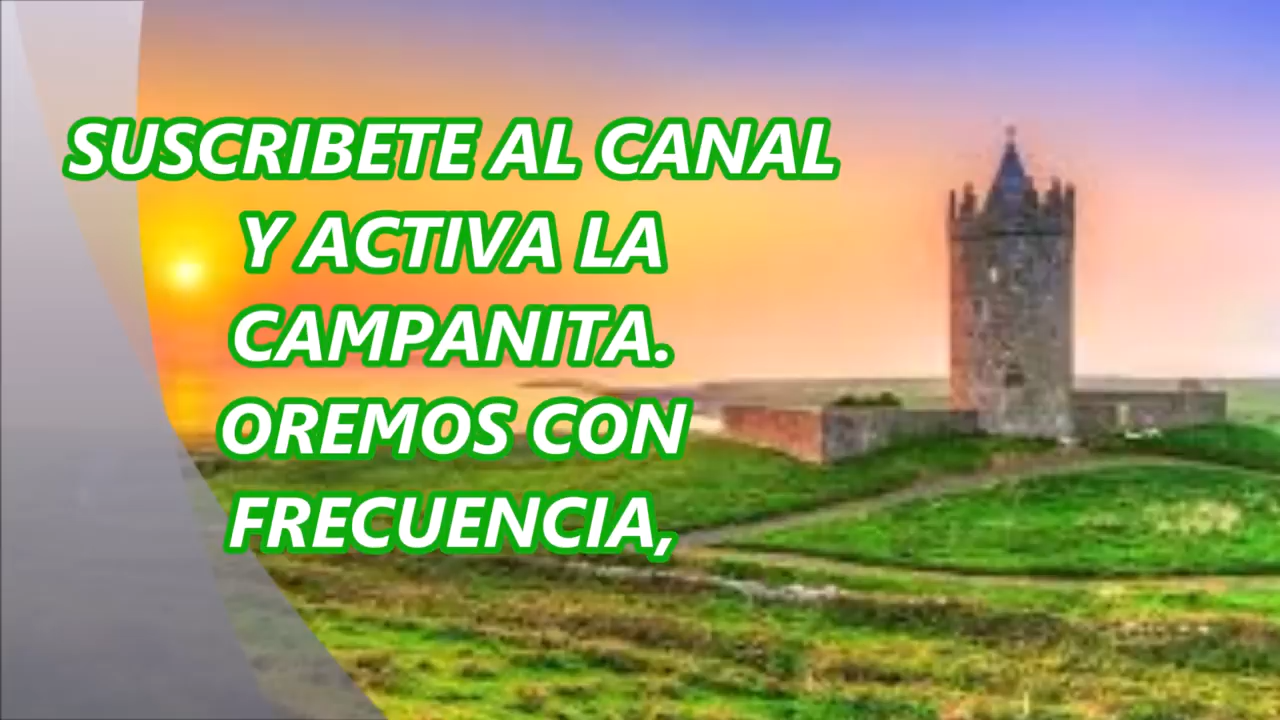 SUSCRIBETE AL CANAL
Y ACTIVA LA
CAMPANITA.
OREMOS CON
FRECUENCIA,